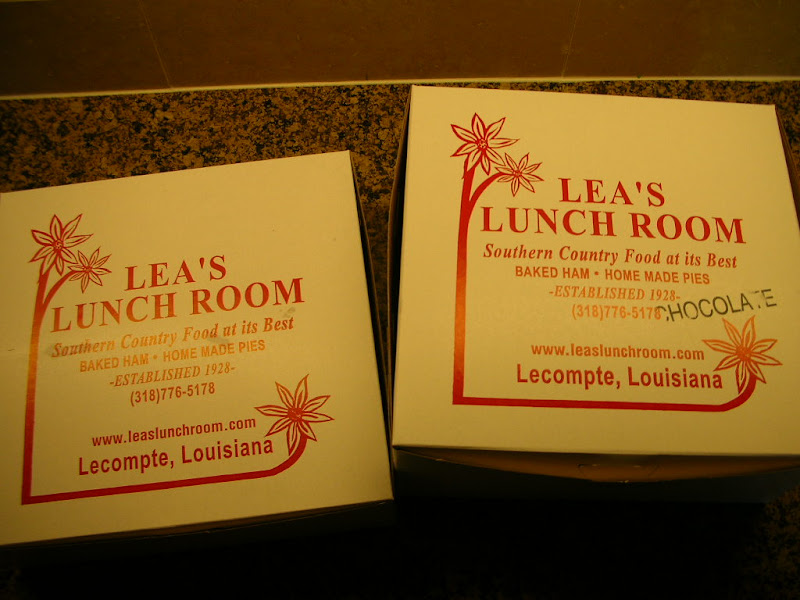 LEA'S
LUNCH ROOM
Southern Country Food at its Best
BAKED HAM • HOME MADE PIES
-ESTABLISHED 1928-
(318)776-5178
www.leaslunchroom.com
Lecompte, Louisiana
LEA'S
LUNCH ROOM
Southern Country Food at its Best
BAKED HAM • HOME MADE PIES
-ESTABLISHED 1928-
(318)776-5178
CHOCOLATE
www.leaslunchroom.com
Lecompte, Louisiana